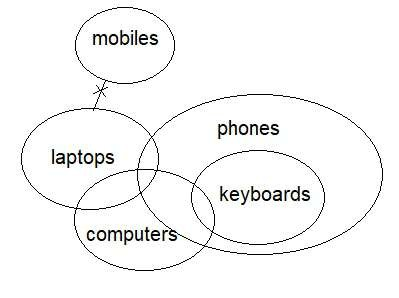 mobiles
phones
laptops
keyboards
computers